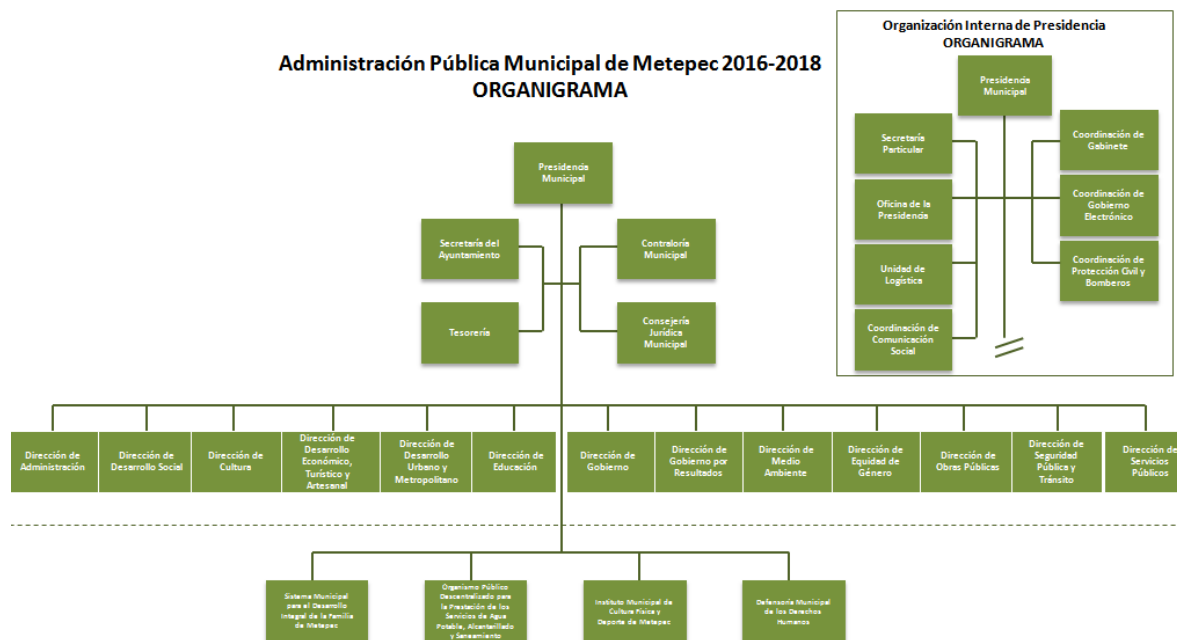 Administración Pública Municipal de Metepec 2016-2018
ORGANIGRAMA
Presidencia
Municipal
Secretaría del
Ayuntamiento
Contraloría
Municipal
Tesorería
Consejería
Jurídica
Municipal
Organización Interna de Presidencia
ORGANIGRAMA
Presidencia
Municipal
Secretaría
Particular
Coordinación de
Gabinete
Oficina de la
Presidencia
Coordinación de
Gobierno
Electrónico
Unidad de
Logística
Coordinación de
Protección Civil y
Bomberos
Coordinación de
Comunicación
Social
Dirección de
Administración
Dirección de
Desarrollo Social
Dirección de
Cultura
Dirección de
Desarrollo
Económico,
Turístico y
Artesanal
Dirección de
Desarrollo
Urbano y
Metropolitano
Dirección de
Educación
Dirección de
Gobierno
Dirección de
Gobierno por
Resultados
Dirección de
Medio
Ambiente
Dirección de
Equidad de
Género
Dirección de
Obras Públicas
Dirección de
Seguridad
Pública y
Tránsito
Dirección de
Servicios
Públicos
Sistema Municipal
para el Desarrollo
Integral de la Familia
de Metepec
Organismo Público
Descentralizado para
la Prestación de los
Servicios de Agua
Potable, Alcantarillado
y Saneamiento
Instituto Municipal de
Cultura Física y
Deporte de Metepec
Defensoría Municipal
de los Derechos
Humanos